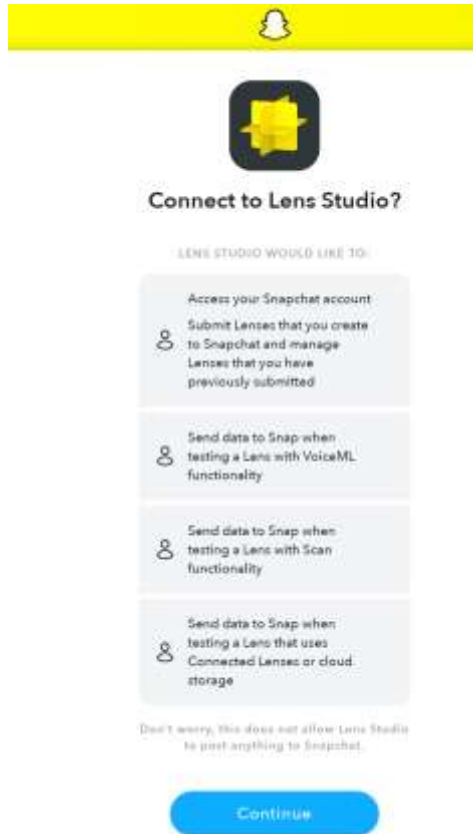 Connect to Lens Studio?
LENS STUDIO WOULD LIKE TO:
Access your Snapchat account
Submit Lenses that you create
to Snapchat and manage
Lenses that you have
previously submitted
Send data to Snap when
testing a Lens with VoiceML
functionality
Send data to Snap when
testing a Lens with Scan
functionality
Send data to Snap when
testing a Lens that uses
Connected Lenses or cloud
storage
Don't worry, this does not allow Lens Studio
to post anything to Snapchat.
Continue